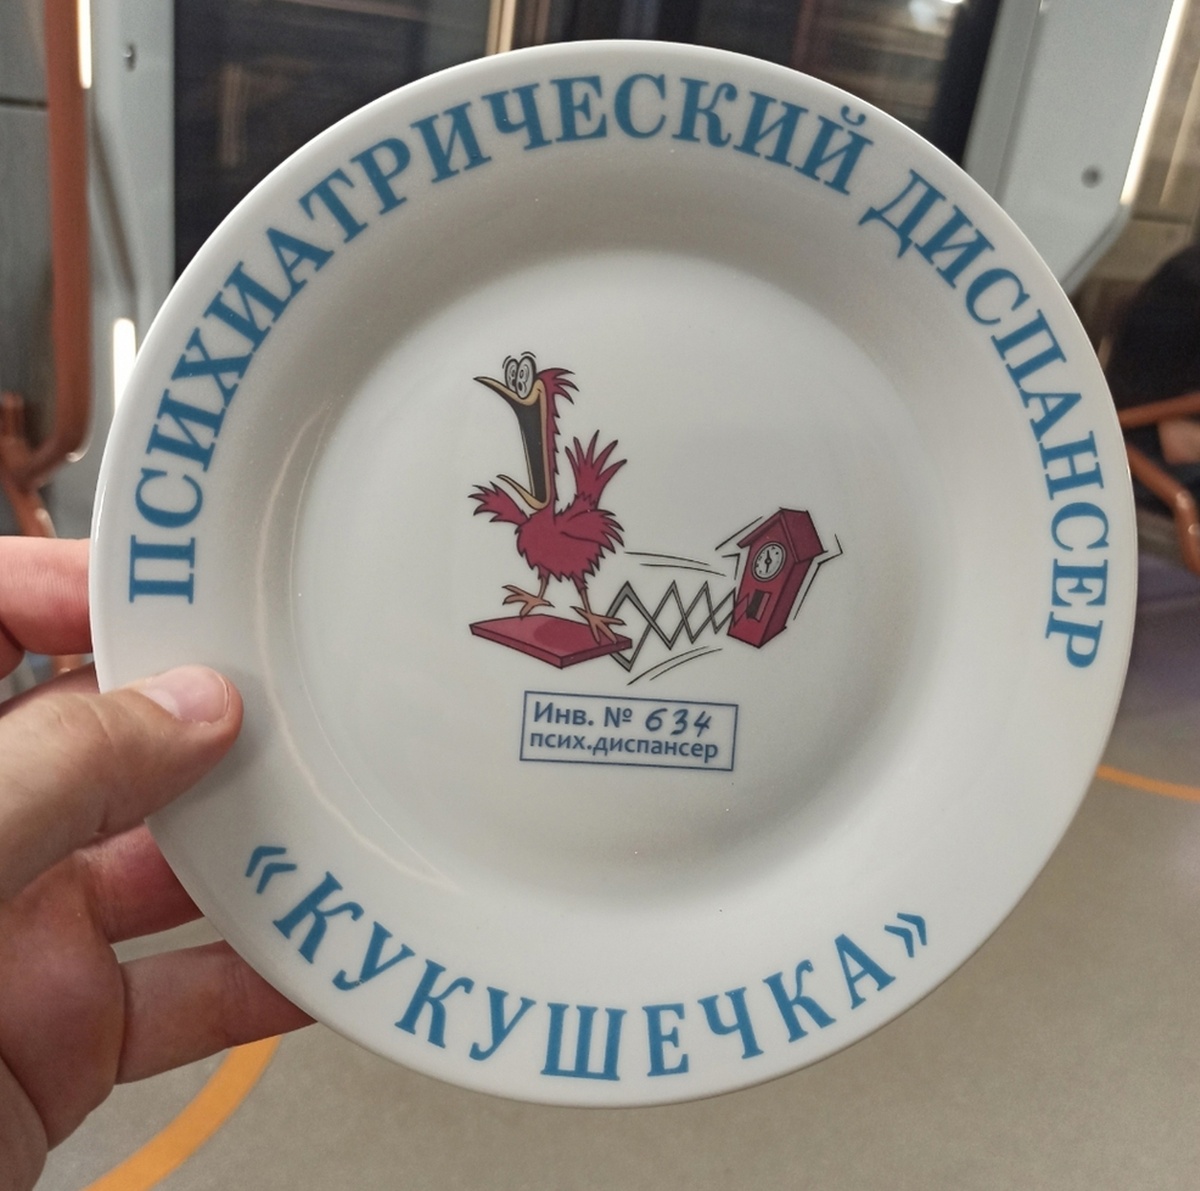 ПСИХИАТРИЧЕСКИЙ ДИСПАНСЕР
Инв. № 634
псих.диспансер
«КУКУШЕЧКА»